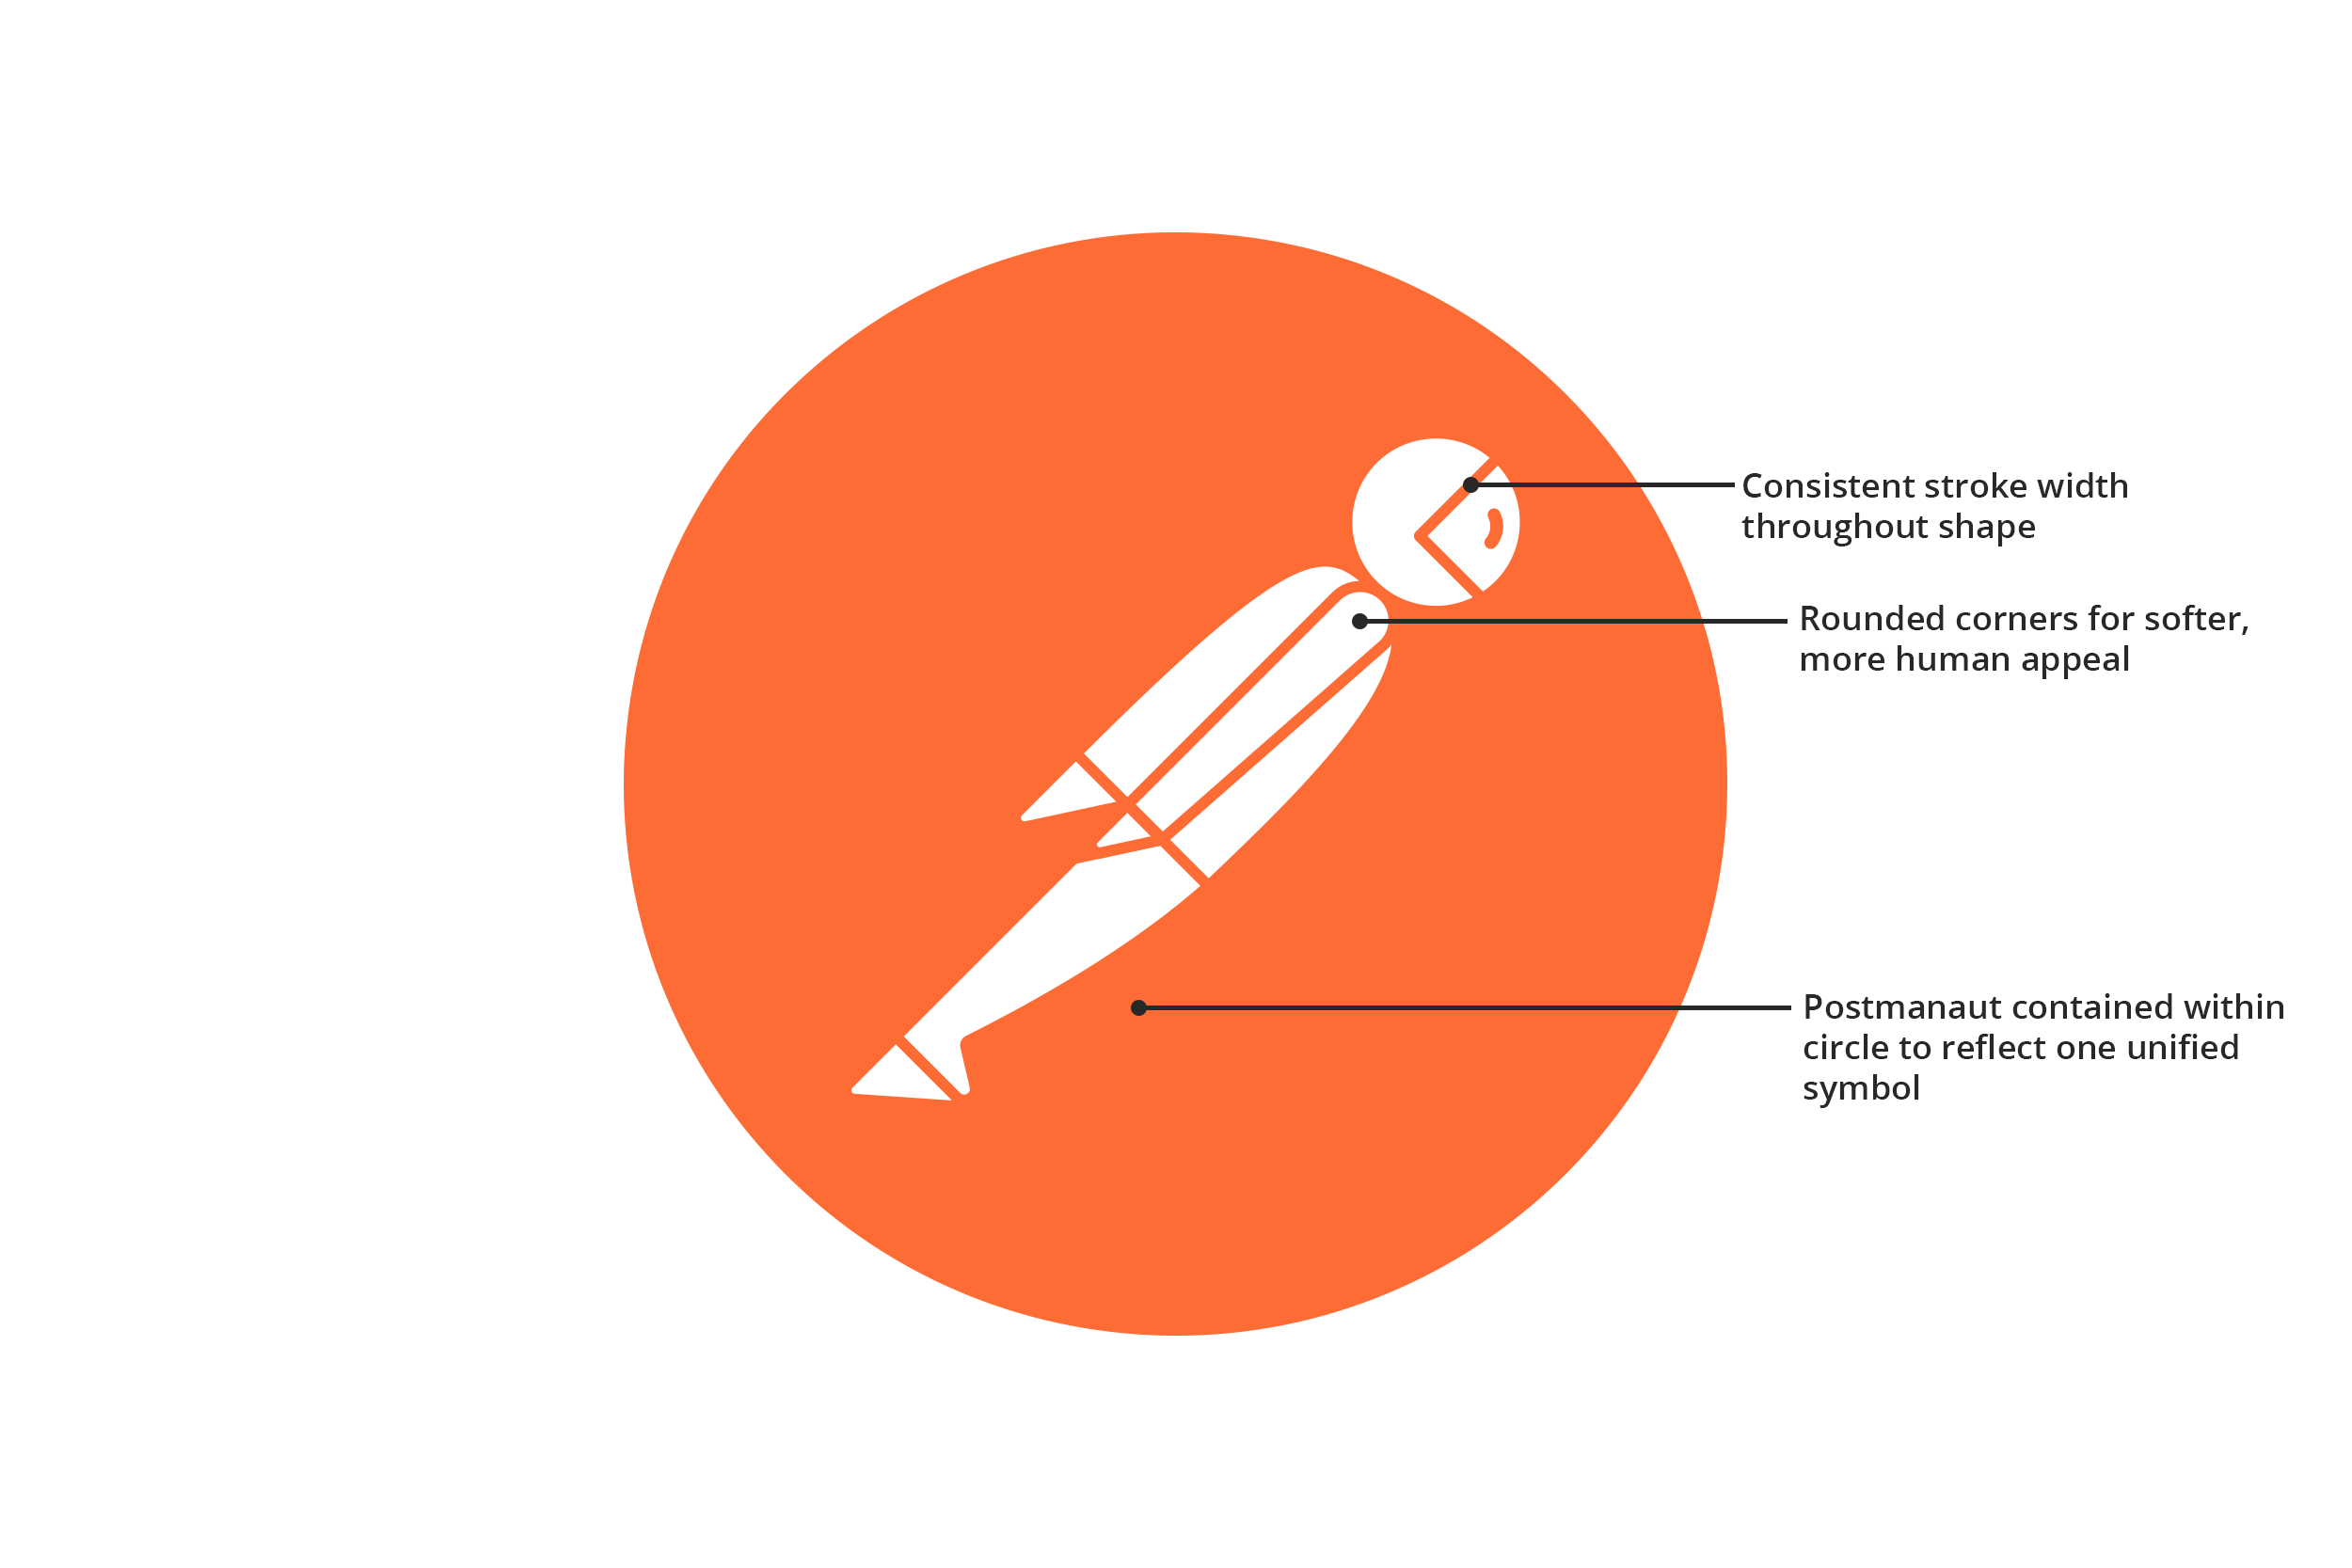 Consistent stroke width
throughout shape
Rounded corners for softer,
more human appeal
Postmanaut contained within
circle to reflect one unified
symbol